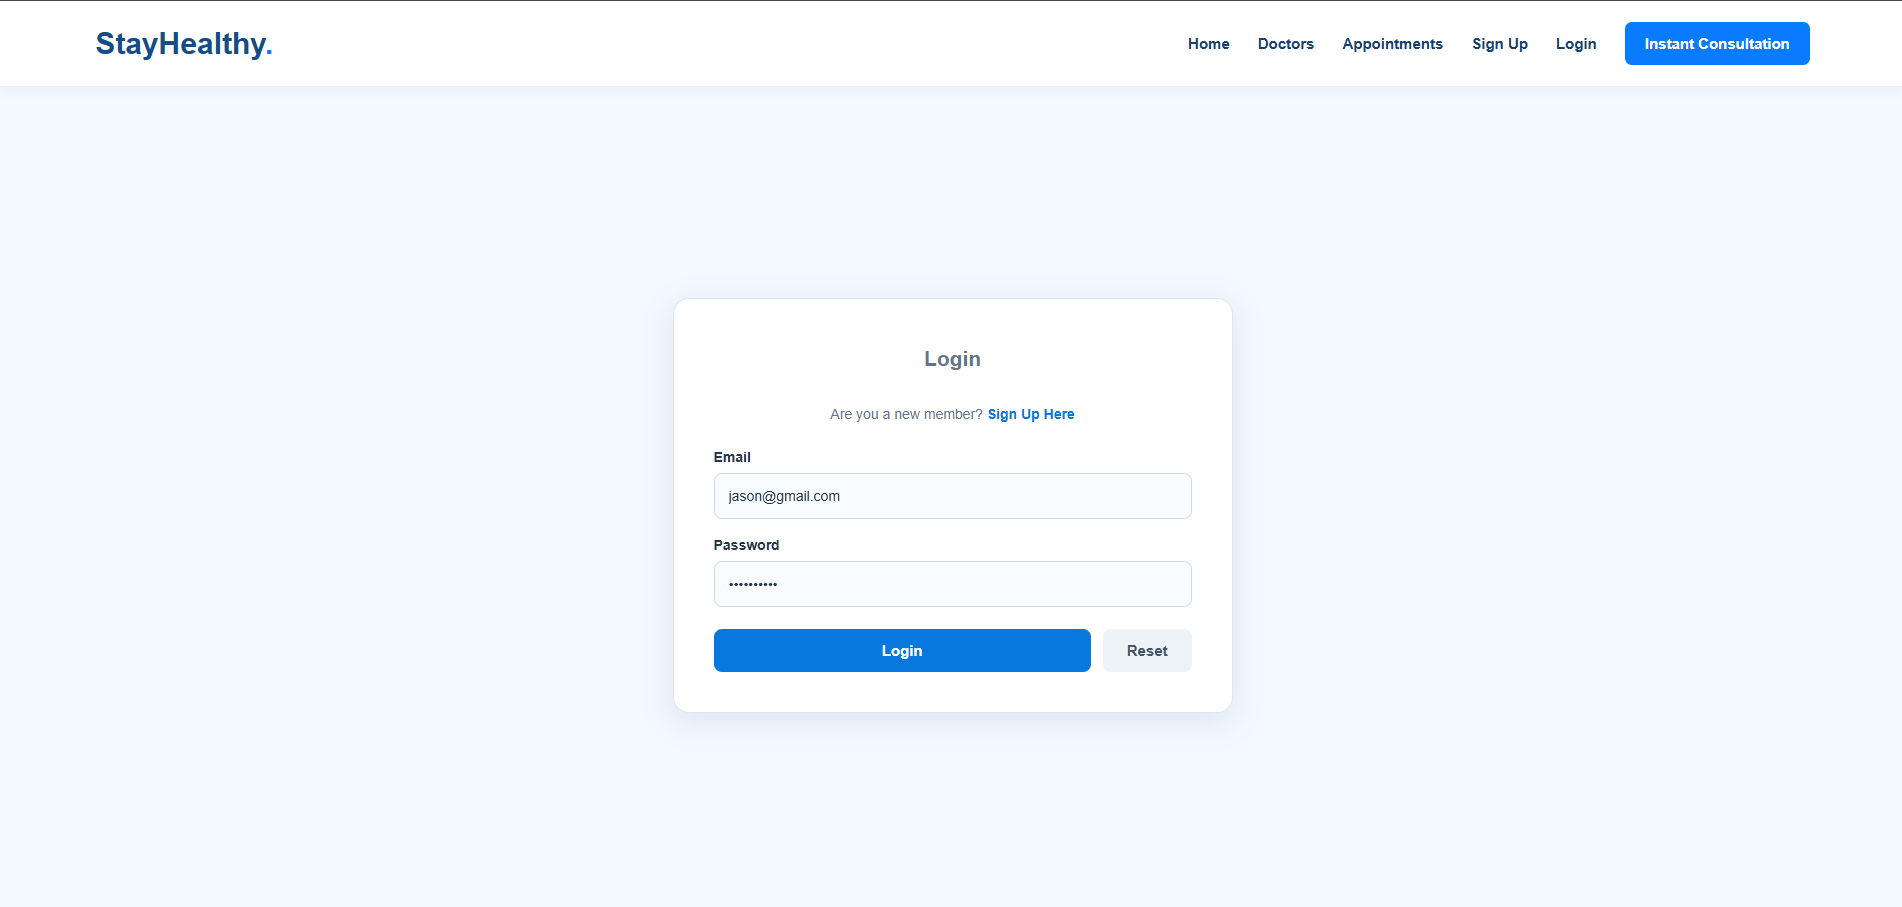 StayHealthy.
Home Doctors Appointments Sign Up Login Instant Consultation
Login
Are you a new member? Sign Up Here
Email
jason@gmail.com
Password
••••••••••
Login Reset